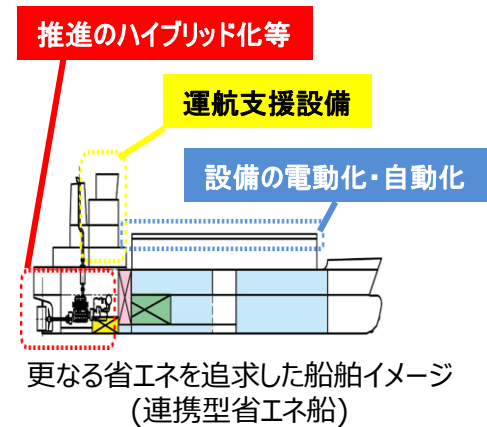 推進のハイブリッド化等
運航支援設備
設備の電動化・自動化
更なる省エネを追求した船舶イメージ
(連携型省エネ船)